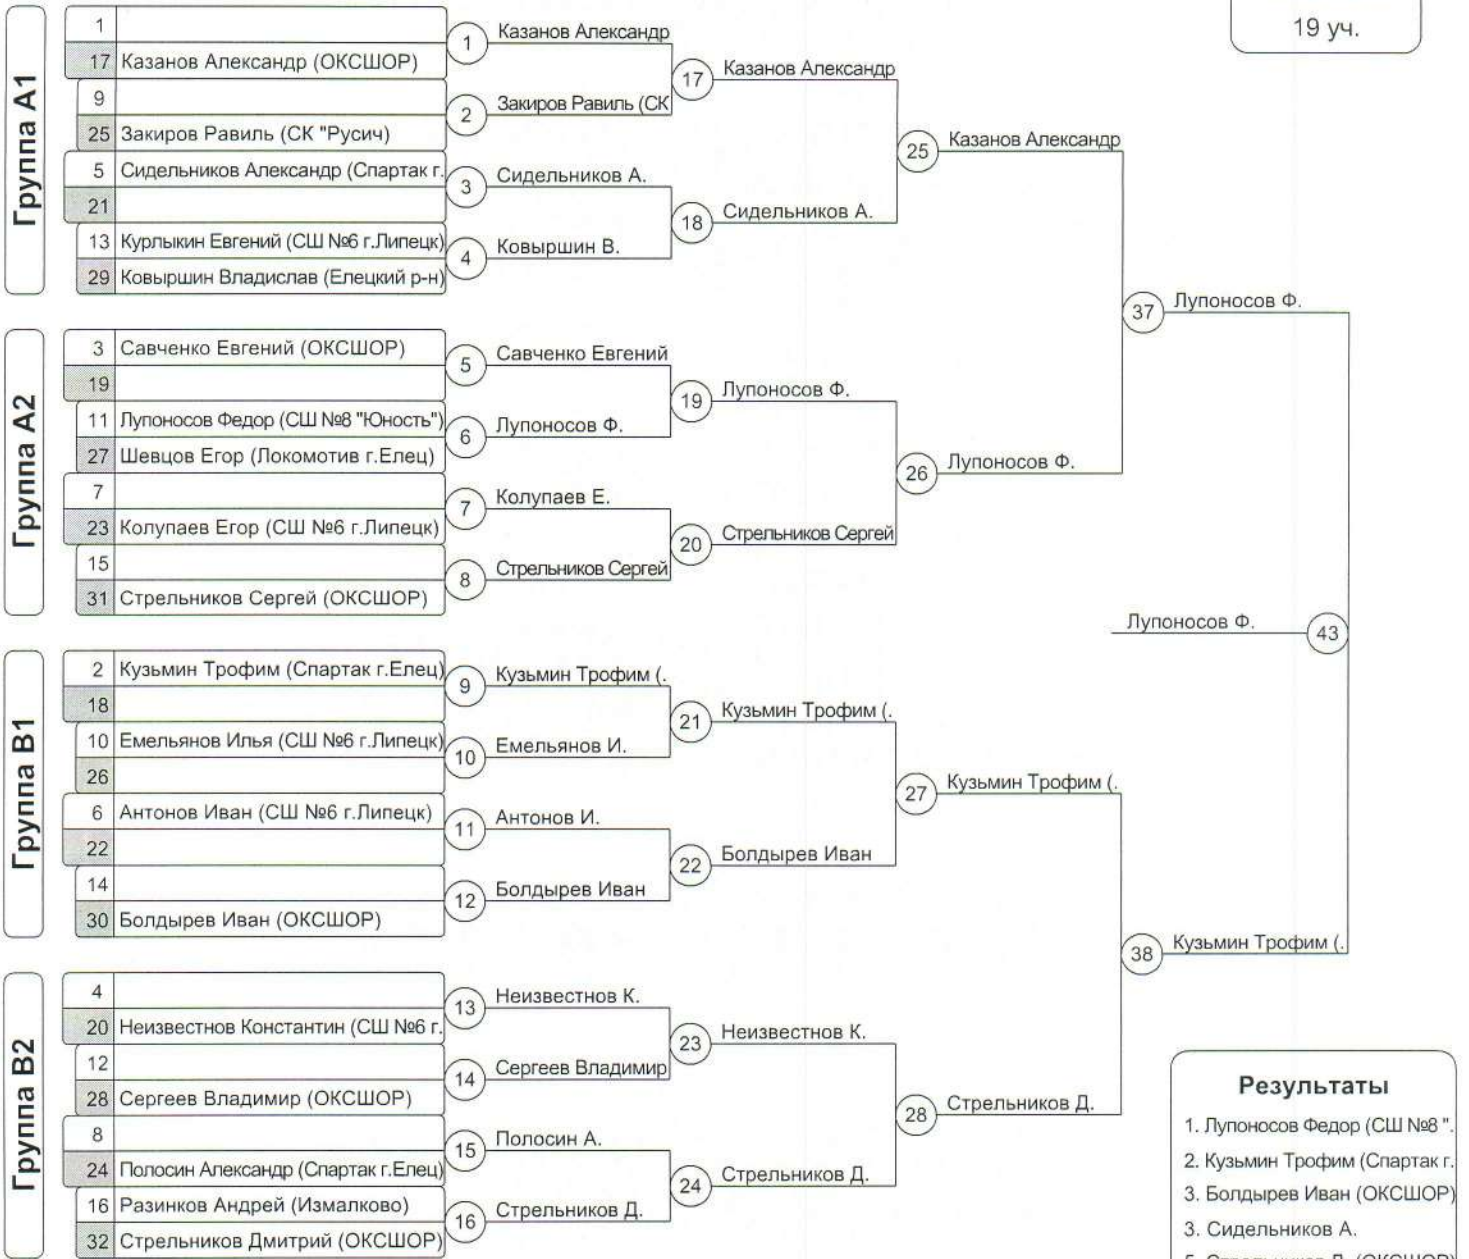 19 уч.
Группа А1
1
17 Казанов Александр (ОКСШОР)
9
25 Закиров Равиль (СК "Русич)
5 Сидельников Александр (Спартак г.
21
13 Курлыкин Евгений (СШ №6 г.Липецк)
29 Ковыршин Владислав (Елецкий р-н)
1 Казанов Александр
2 Закиров Равиль (СК
3 Сидельников А.
4 Ковыршин В.
17 Казанов Александр
18 Сидельников А.
25 Казанов Александр
Группа А2
3 Савченко Евгений (ОКСШОР)
19
11 Лупоносов Федор (СШ №8 "Юность")
27 Шевцов Егор (Локомотив г.Елец)
7
23 Колупаев Егор (СШ №6 г.Липецк)
15
31 Стрельников Сергей (ОКСШОР)
5 Савченко Евгений
6 Лупоносов Ф.
7 Колупаев Е.
8 Стрельников Сергей
19 Лупоносов Ф.
20 Стрельников Сергей
26 Лупоносов Ф.
37 Лупоносов Ф.
Группа В1
2 Кузьмин Трофим (Спартак г.Елец)
18
10 Емельянов Илья (СШ №6 г.Липецк)
26
6 Антонов Иван (СШ №6 г.Липецк)
22
14
30 Болдырев Иван (ОКСШОР)
9 Кузьмин Трофим (.
10 Емельянов И.
11 Антонов И.
12 Болдырев Иван
21 Кузьмин Трофим (.
22 Болдырев Иван
27 Кузьмин Трофим (.
Группа В2
4
20 Неизвестнов Константин (СШ №6 г.
12
28 Сергеев Владимир (ОКСШОР)
8
24 Полосин Александр (Спартак г.Елец)
16 Разинков Андрей (Измалково)
32 Стрельников Дмитрий (ОКСШОР)
13 Неизвестнов К.
14 Сергеев Владимир
15 Полосин А.
16 Стрельников Д.
23 Неизвестнов К.
24 Стрельников Д.
28 Стрельников Д.
38 Кузьмин Трофим (.
Лупоносов Ф. 43
Результаты
1. Лупоносов Федор (СШ №8 ".
2. Кузьмин Трофим (Спартак г.
3. Болдырев Иван (ОКСШОР)
3. Сидельников А.
5. Стрельников Д. (ОКСШОР)